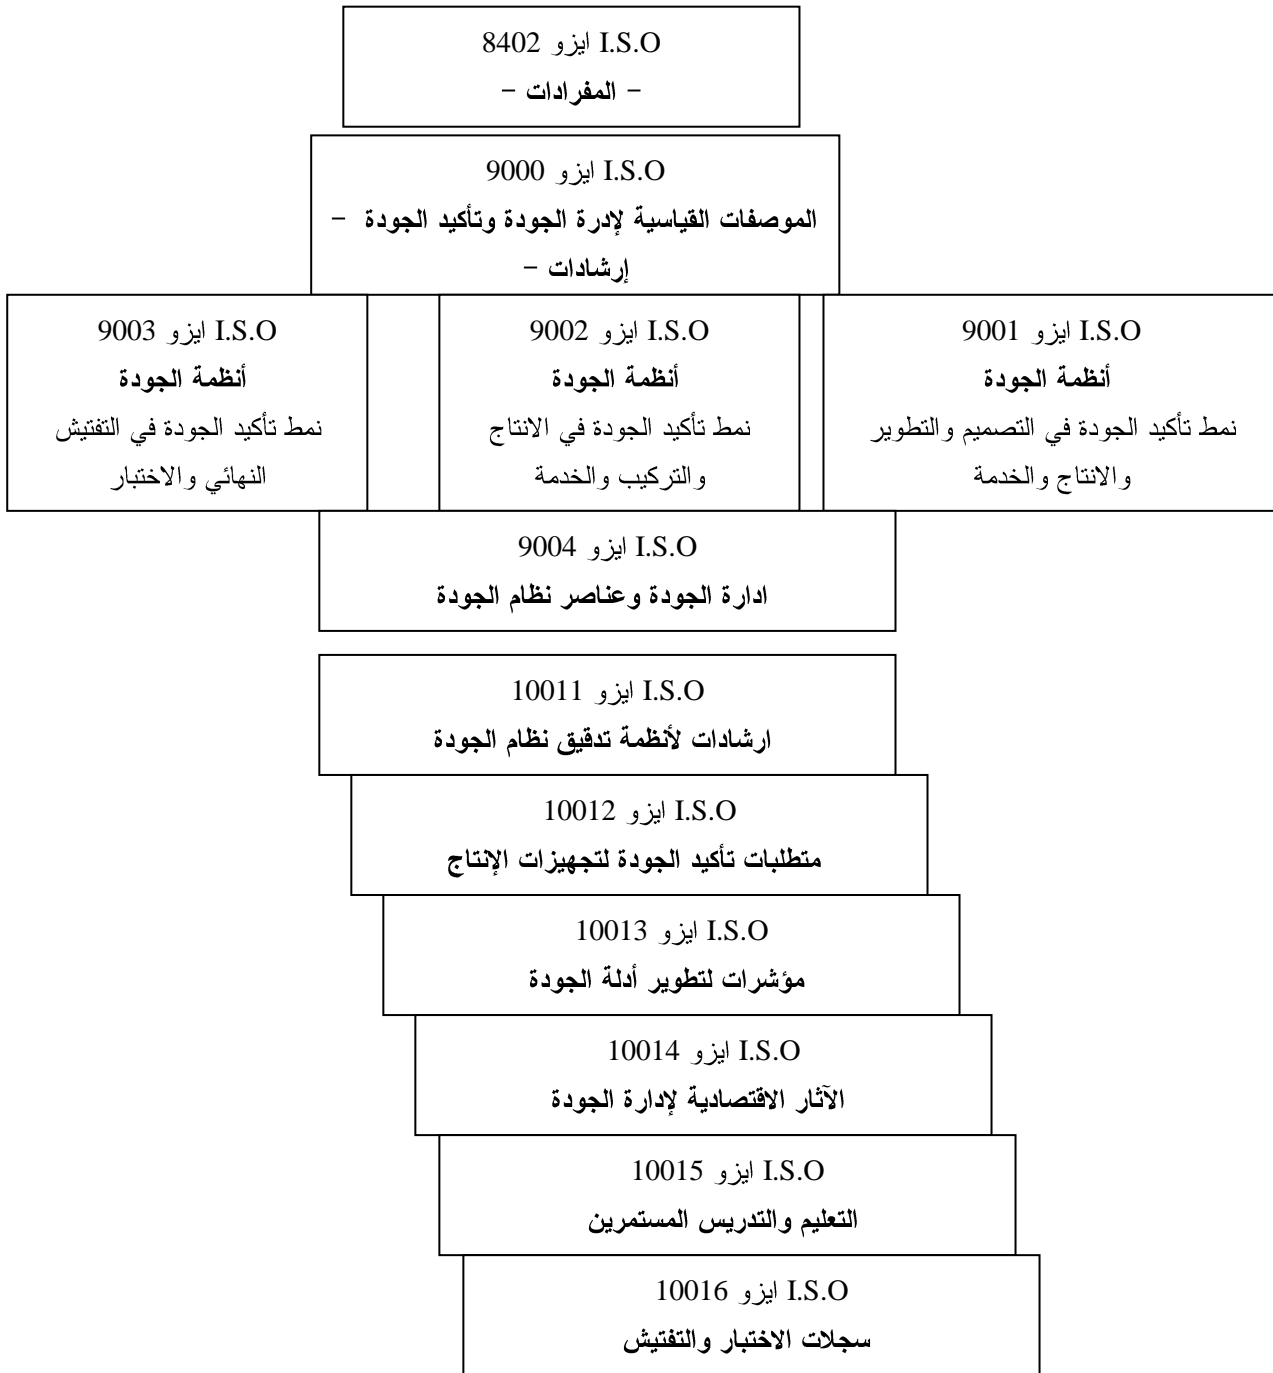 I.S.O ايزو 8402
- المفرادات -
I.S.O ايزو 9000
الموصفات القياسية لإدرة الجودة وتأكيد الجودة -
إرشادات -
I.S.O ايزو 9001
أنظمة الجودة
نمط تأكيد الجودة في التصميم والتطوير
والانتاج والخدمة
I.S.O ايزو 9002
أنظمة الجودة
نمط تأكيد الجودة في الانتاج
والتركيب والخدمة
I.S.O ايزو 9003
أنظمة الجودة
نمط تأكيد الجودة في التفتيش
النهائي والاختبار
I.S.O ايزو 9004
ادارة الجودة وعناصر نظام الجودة
I.S.O ايزو 10011
ارشادات لأنظمة تدقيق نظام الجودة
I.S.O ايزو 10012
متطلبات تأكيد الجودة لتجهيزات الإنتاج
I.S.O ايزو 10013
مؤشرات لتطوير أدلة الجودة
I.S.O ايزو 10014
الآثار الاقتصادية لإدارة الجودة
I.S.O ايزو 10015
التعليم والتدريس المستمرين
I.S.O ايزو 10016
سجلات الاختبار والتفتيش